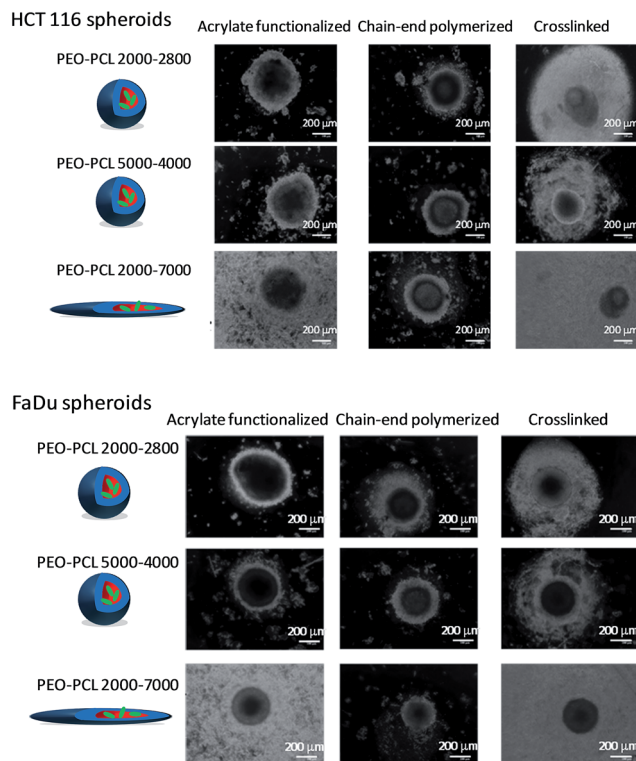 HCT 116 spheroids
Acrylate functionalized Chain-end polymerized Crosslinked
PEO-PCL 2000-2800
200 μm 200 μm 200 μm
PEO-PCL 5000-4000
200 μm 200 μm 200 μm
PEO-PCL 2000-7000
200 μm 200 μm 200 μm
FaDu spheroids
Acrylate functionalized Chain-end polymerized Crosslinked
PEO-PCL 2000-2800
200 μm 200 μm 200 μm
PEO-PCL 5000-4000
200 μm 200 μm 200 μm
PEO-PCL 2000-7000
200 μm 200 μm 200 μm